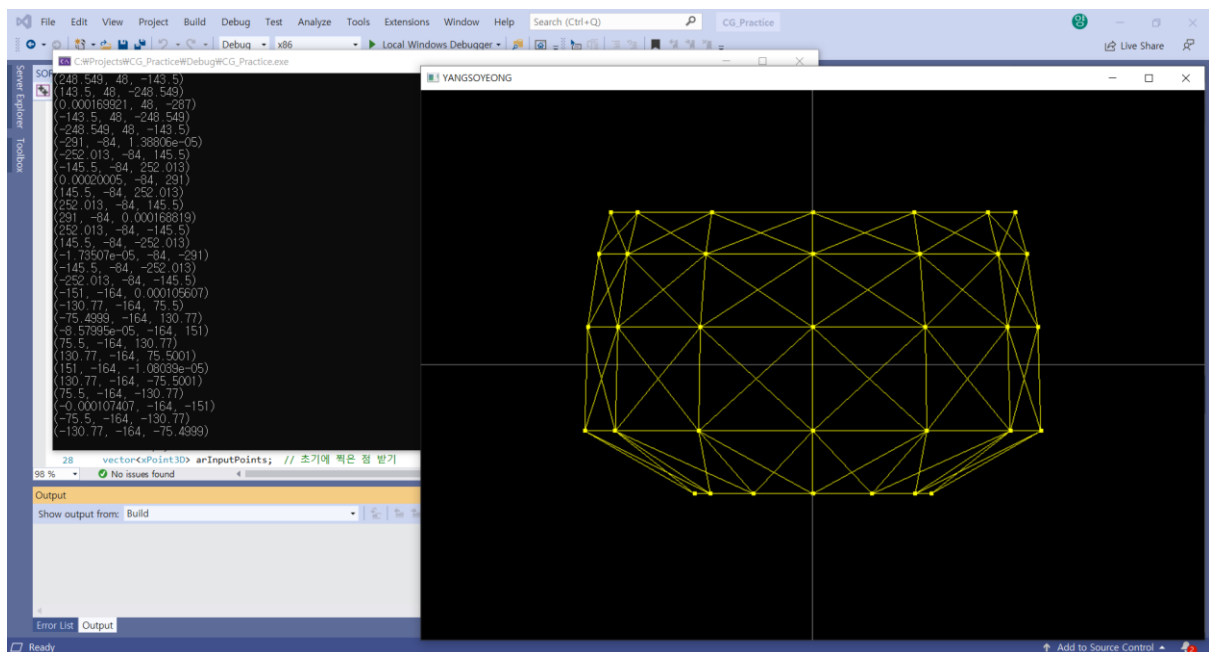 File Edit View Project Build Debug Test Analyze Tools Extensions Window Help Search (Ctrl+Q) CG_Practice 양
Debug x86 Local Windows Debugger Live Share
C:₩Projects₩CG_Practice₩Debug₩CG_Practice.exe
Server Explorer
Toolbox
YANGSOYEONG
(248.549, 48, -143.5)
(143.5, 48, -248.549)
(0.000169921, 48, -287)
(-143.5, 48, -248.549)
(-248.549, 48, -143.5)
(-291, -84, 1.38806e-05)
(-252.013, -84, 145.5)
(-145.5, -84, 252.013)
(0.00020005, -84, 291)
(145.5, -84, 252.013)
(252.013, -84, 145.5)
(291, -84, 0.000168819)
(252.013, -84, -145.5)
(145.5, -84, -252.013)
(-1.73507e-05, -84, -291)
(-145.5, -84, -252.013)
(-252.013, -84, -145.5)
(-151, -164, 0.000105607)
(-130.77, -164, 75.5)
(-75.4999, -164, 130.77)
(-8.57995e-05, -164, 151)
(75.5, -164, 130.77)
(130.77, -164, 75.5001)
(151, -164, -1.08039e-05)
(130.77, -164, -75.5001)
(75.5, -164, -130.77)
(-0.000107407, -164, -151)
(-75.5, -164, -130.77)
(-130.77, -164, -75.4999)
28 vector<xPoint3D> arInputPoints; // 초기에 찍은 점 받기
98 % No issues found
Output
Show output from: Build
Error List Output
Ready Add to Source Control 2